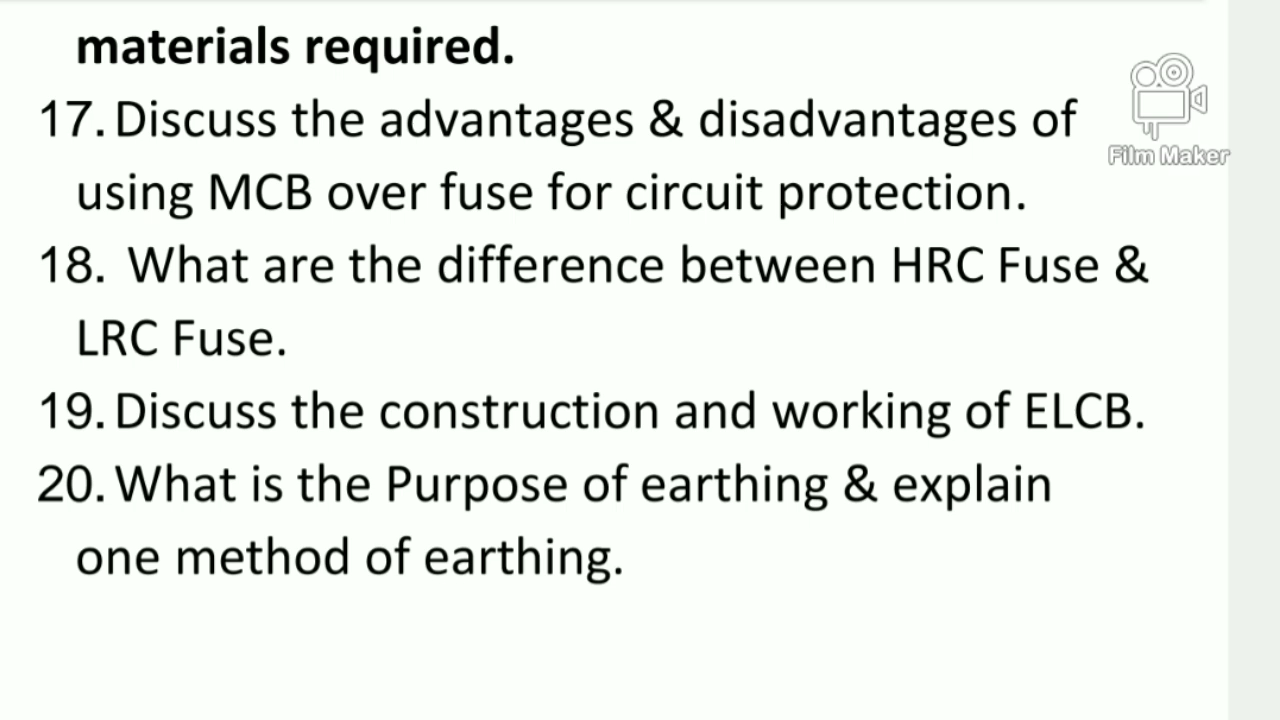 materials required.
17. Discuss the advantages & disadvantages of
using MCB over fuse for circuit protection.
18. What are the difference between HRC Fuse &
LRC Fuse.
19. Discuss the construction and working of ELCB.
20. What is the Purpose of earthing & explain
one method of earthing.
Film Maker